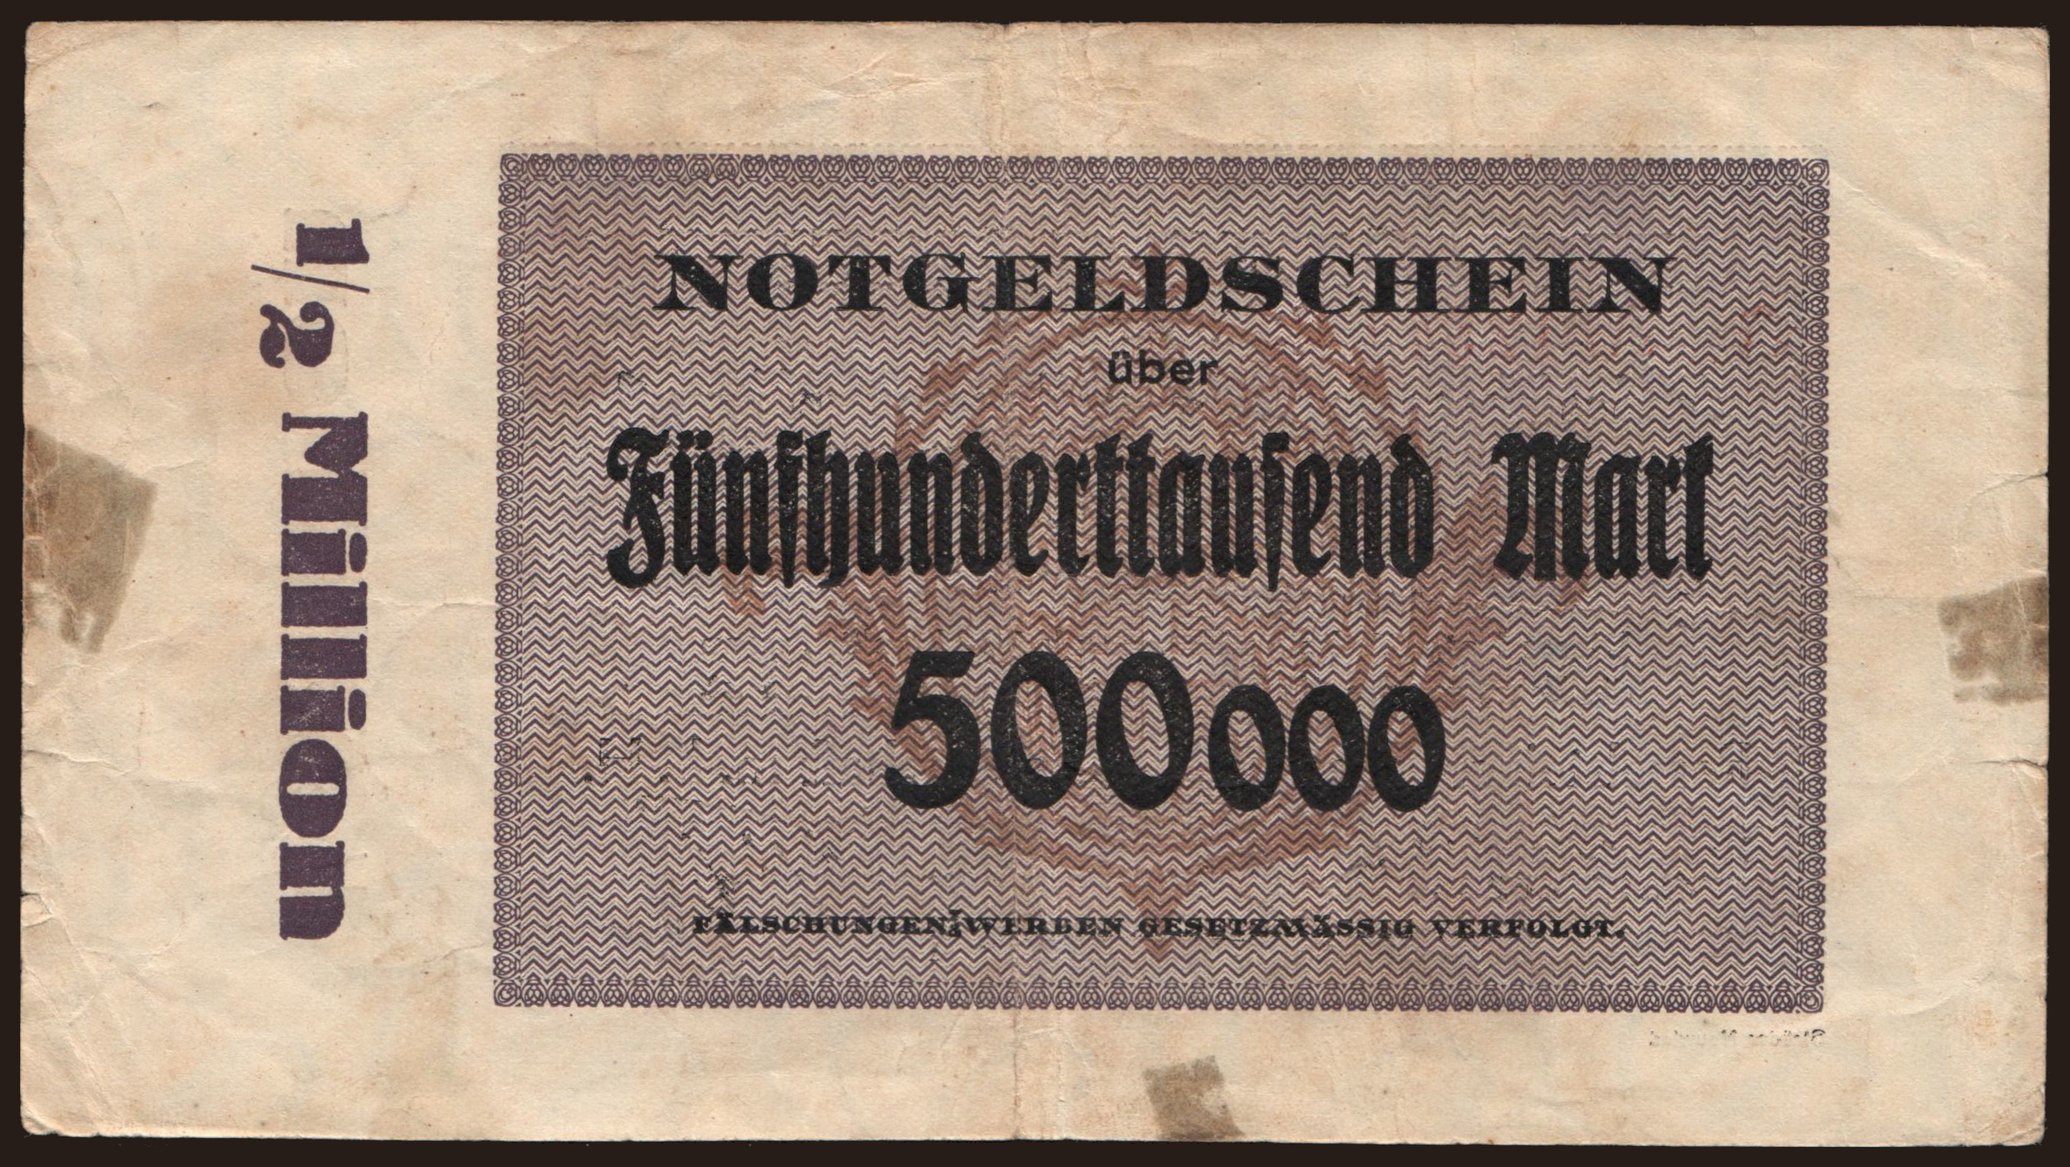 1/2 Million
NOTGELDSCHEIN
über
Fünfhunderttausend Mark
500000
FÄLSCHUNGEN WERDEN GESETZMÄSSIG VERFOLGT.